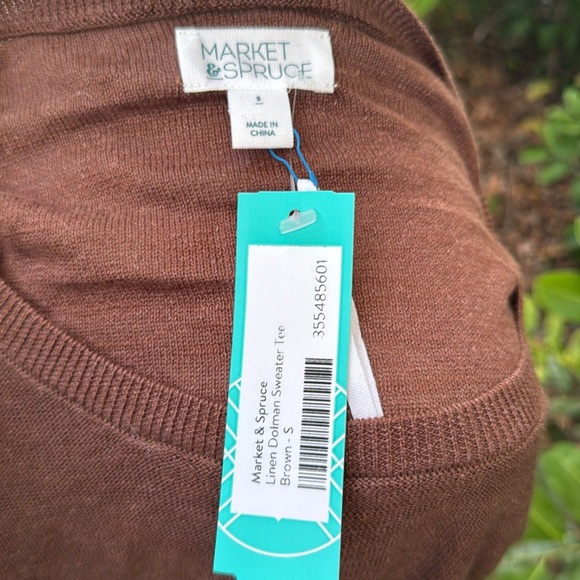 MARKET
&SPRUCE
S
MADE IN
CHINA
Market & Spruce
Linen Dolman Sweater Tee
Brown - S
355485601